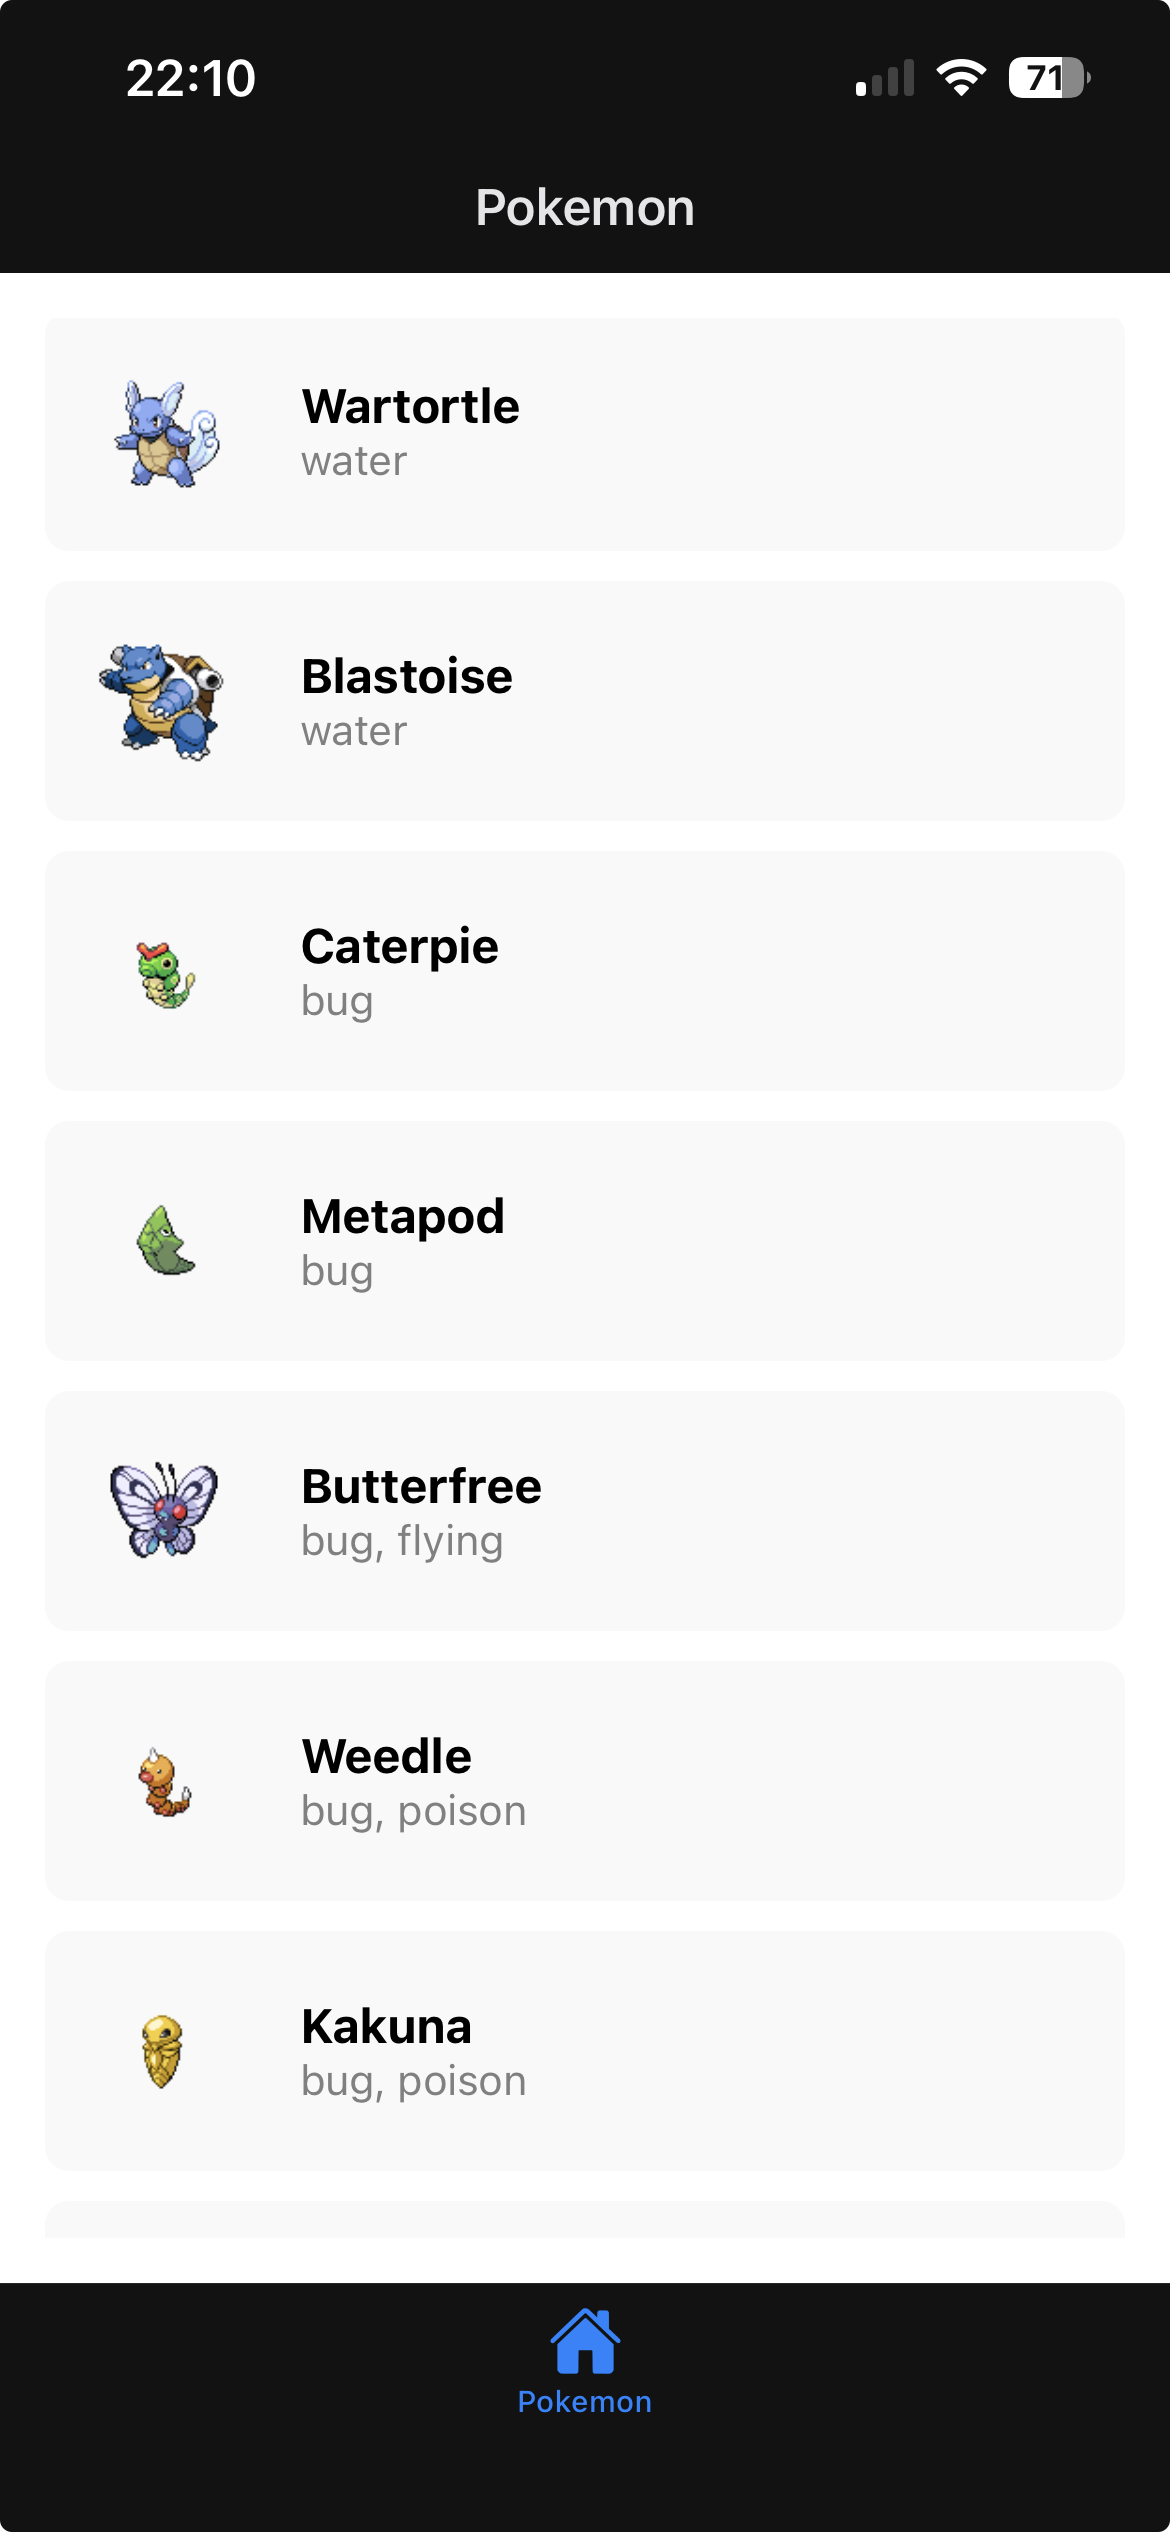 22:10
71
Pokemon
Wartortle
water
Blastoise
water
Caterpie
bug
Metapod
bug
Butterfree
bug, flying
Weedle
bug, poison
Kakuna
bug, poison
Pokemon